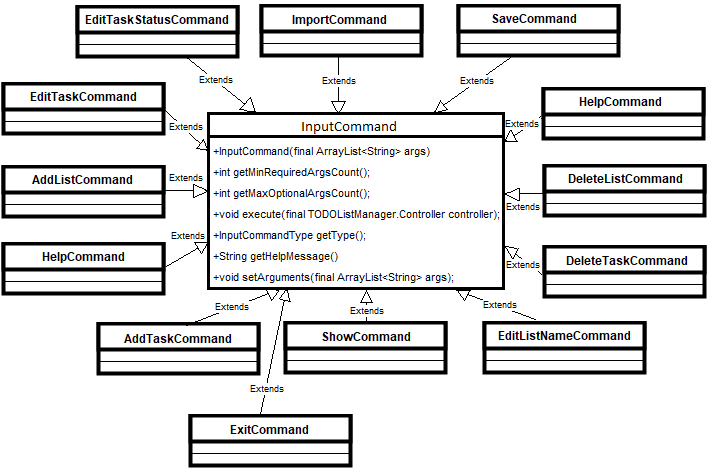 EditTaskStatusCommand
ImportCommand
SaveCommand
Extends
Extends
Extends
EditTaskCommand
HelpCommand
Extends
Extends
InputCommand
+InputCommand(final ArrayList<String> args)
+int getMinRequiredArgsCount();
+int getMaxOptionalArgsCount();
+void execute(final TODOListManager.Controller controller);
+InputCommandType getType();
+String getHelpMessage()
+void setArguments(final ArrayList<String> args);
AddListCommand
Extends
DeleteListCommand
Extends
HelpCommand
Extends
DeleteTaskCommand
Extends
Extends
Extends
Extends
AddTaskCommand
ShowCommand
EditListNameCommand
Extends
ExitCommand